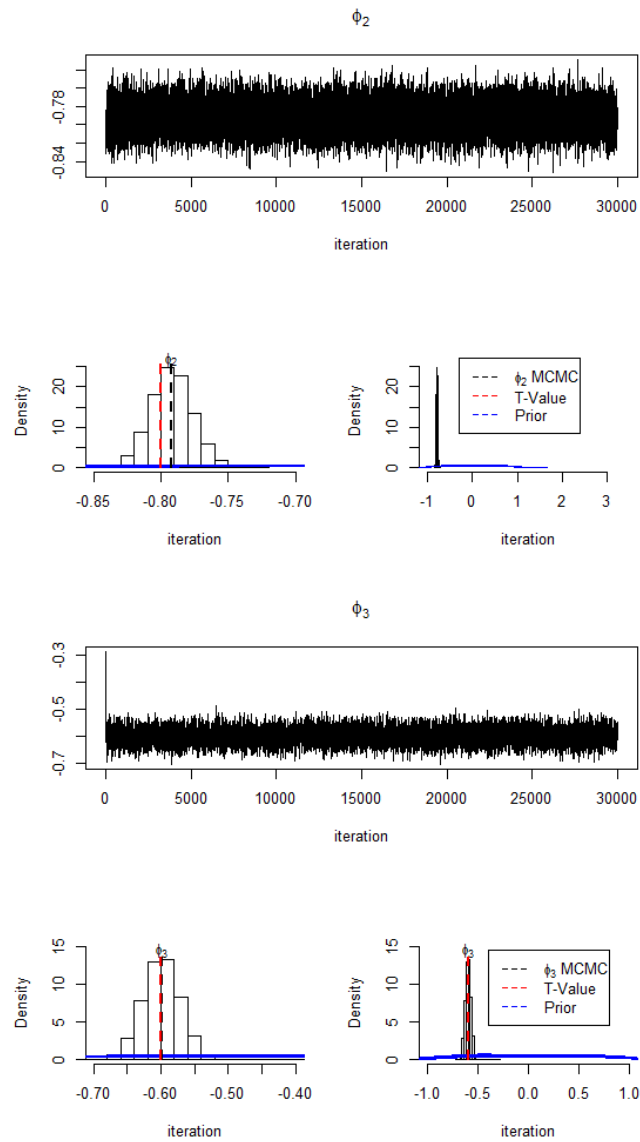 ϕ2
-0.78
-0.84
0 5000 10000 15000 20000 25000 30000
iteration
ϕ2
Density
20
10
0
-0.85 -0.80 -0.75 -0.70
iteration
Density
20
10
0
-1 0 1 2 3
iteration
ϕ2 MCMC
T-Value
Prior
ϕ3
-0.3
-0.5
-0.7
0 5000 10000 15000 20000 25000 30000
iteration
ϕ3
Density
15
10
5
0
-0.70 -0.60 -0.50 -0.40
iteration
ϕ3
Density
15
10
5
0
-1.0 -0.5 0.0 0.5 1.0
iteration
ϕ3 MCMC
T-Value
Prior